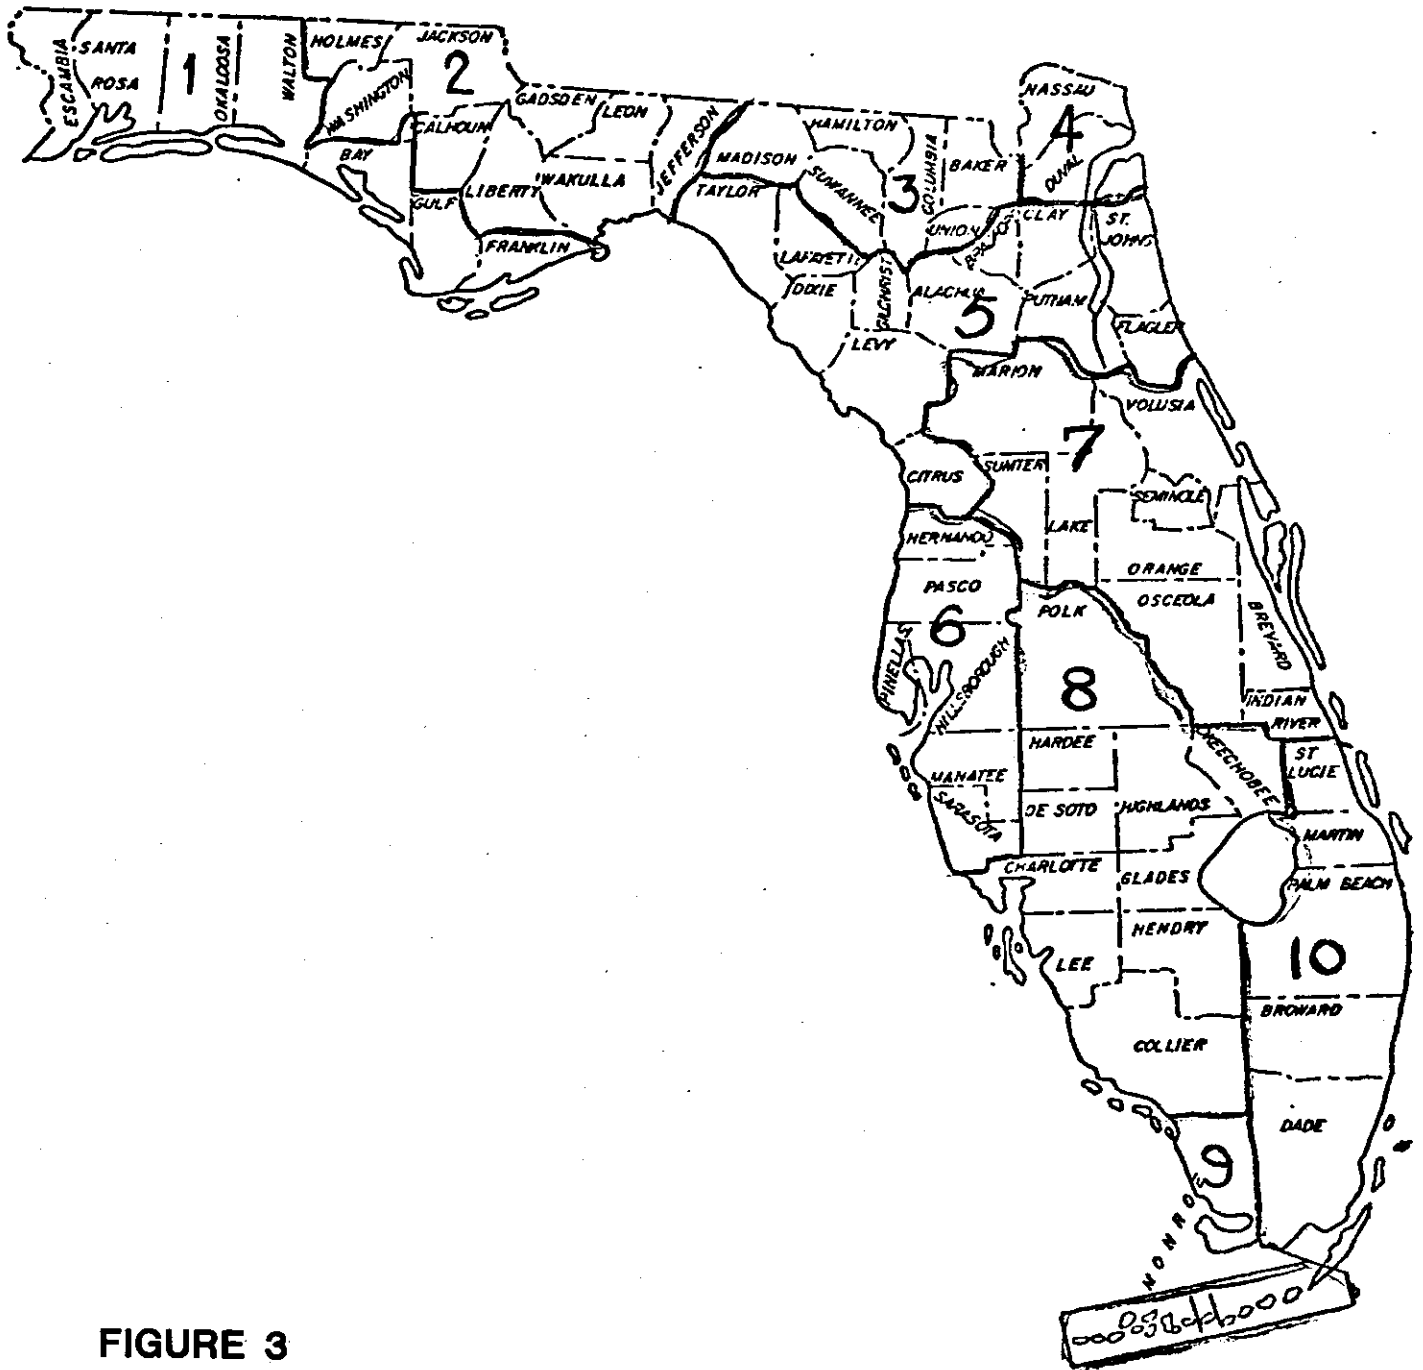 SANTA
ROSA
ESCAMBIA
1
OKALOOSA
WALTON
HOLMES
JACKSON
2
WASHINGTON
BAY
CALHOUN
GULF
LIBERTY
GADSDEN
LEON
WAKULLA
FRANKLIN
JEFFERSON
MADISON
TAYLOR
HAMILTON
SUWANNEE
3
COLUMBIA
BAKER
NASSAU
4
DUVAL
UNION
CLAY
ST.
JOHNS
DIXIE
GILCHRIST
5
PUTNAM
FLAGLER
LEVY
MARION
VOLUSIA
7
CITRUS
SUMTER
SEMINOLE
LAKE
HERNANDO
ORANGE
PASCO
OSCEOLA
6
POLK
BREVARD
PINELLAS
HILLSBOROUGH
8
INDIAN
RIVER
HARDEE
ST
LUCIE
MANATEE
SARASOTA
DE SOTO
HIGHLANDS
MARTIN
CHARLOTTE
GLADES
PALM BEACH
HENDRY
10
LEE
BROWARD
COLLIER
DADE
9
FIGURE 3